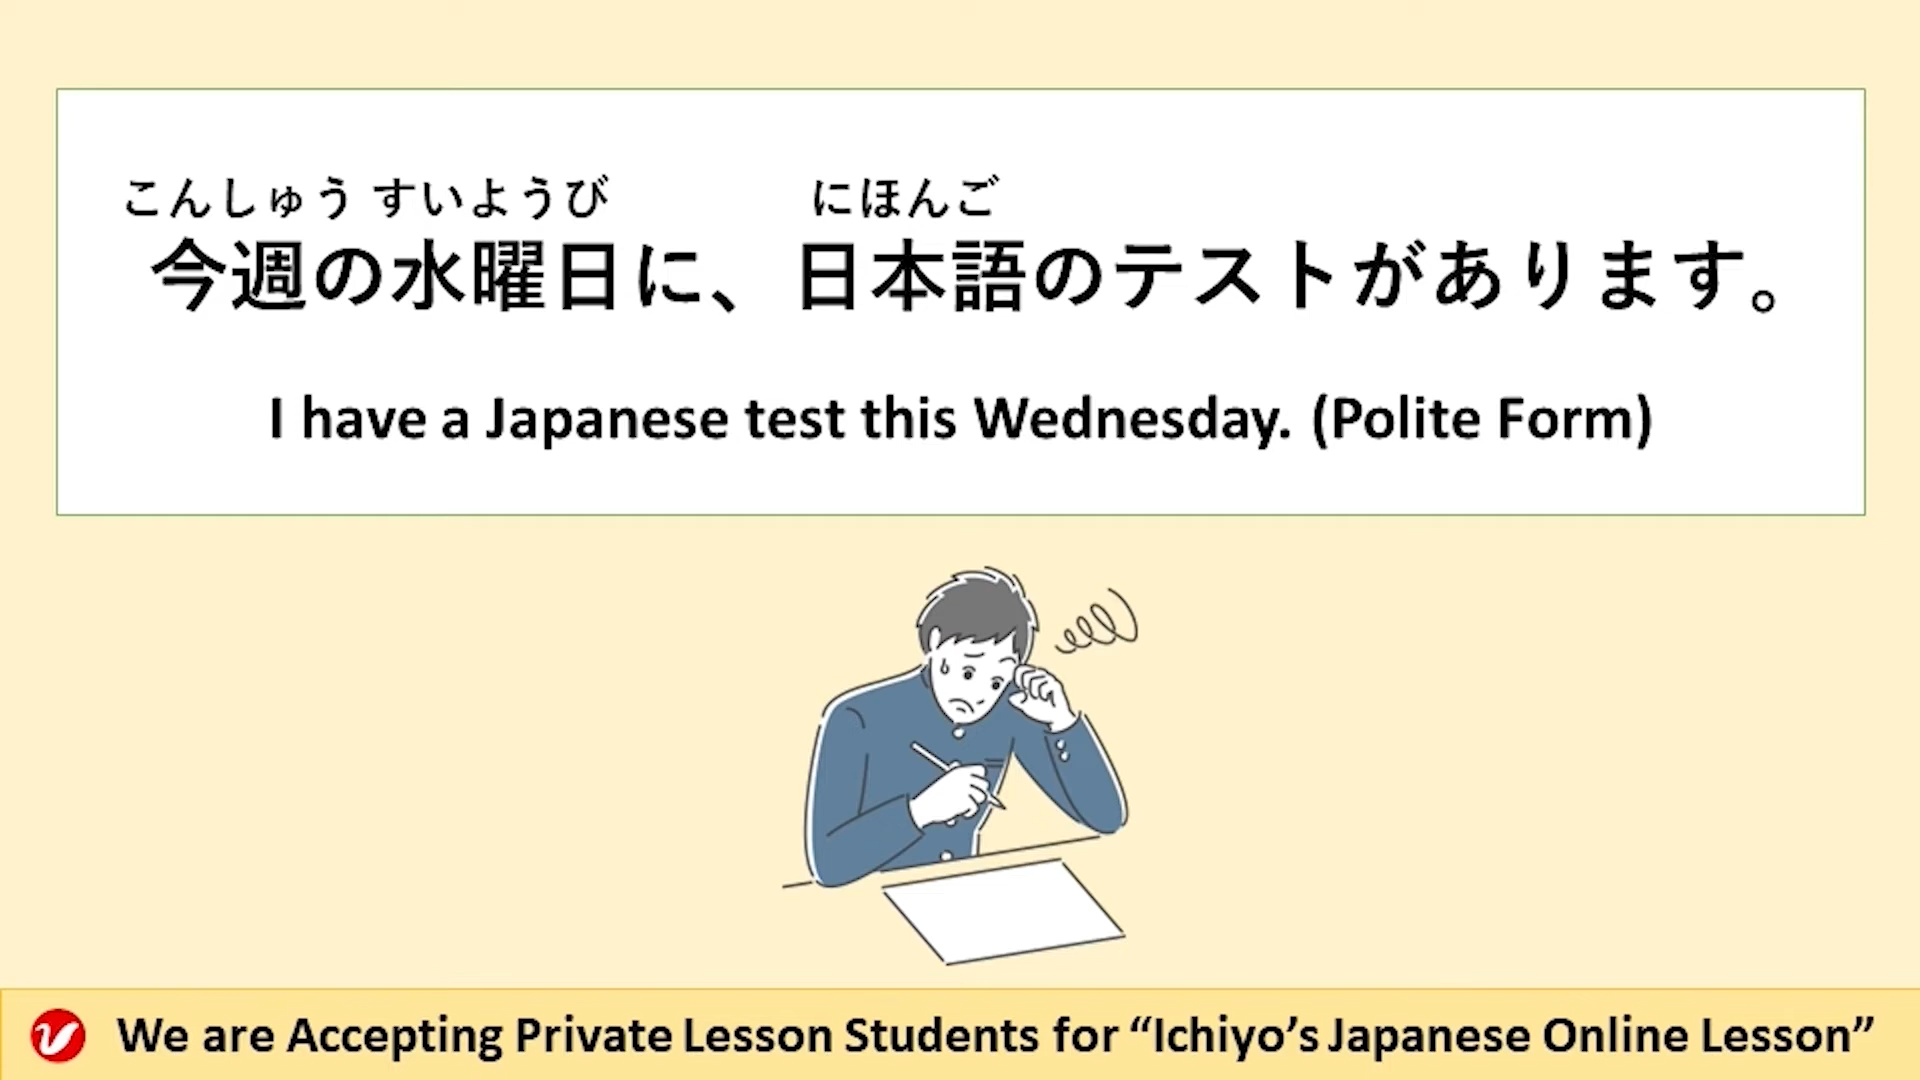 こんしゅう すいようび にほんご
今週の水曜日に、日本語のテストがあります。
I have a Japanese test this Wednesday. (Polite Form)
We are Accepting Private Lesson Students for “Ichiyo’s Japanese Online Lesson”